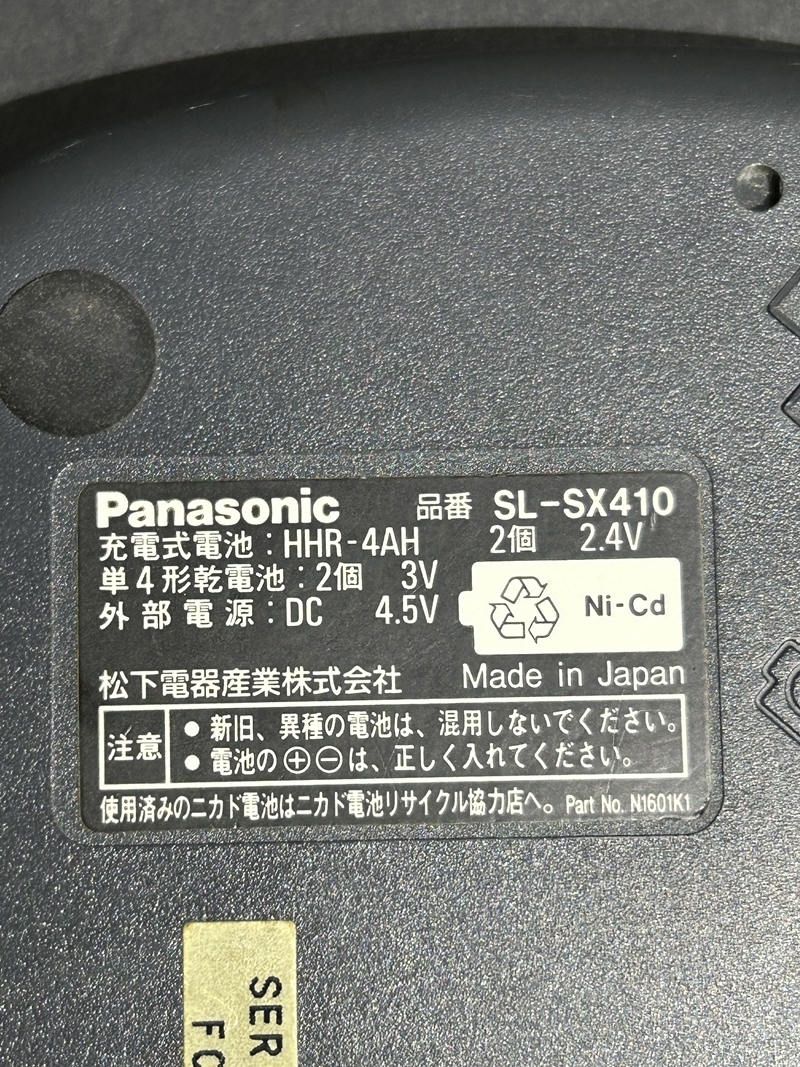 Panasonic 品番 SL-SX410
充電式電池:HHR-4AH 2個 2.4V
単4形乾電池:2個 3V
外部電源:DC 4.5V
Ni-Cd
松下電器産業株式会社 Made in Japan
注意
●新旧、異種の電池は、混用しないでください。
●電池の⊕⊖は、正しく入れてください。
使用済みのニカド電池はニカド電池リサイクル協力店へ。 Part No. N1601K1
SER
FO